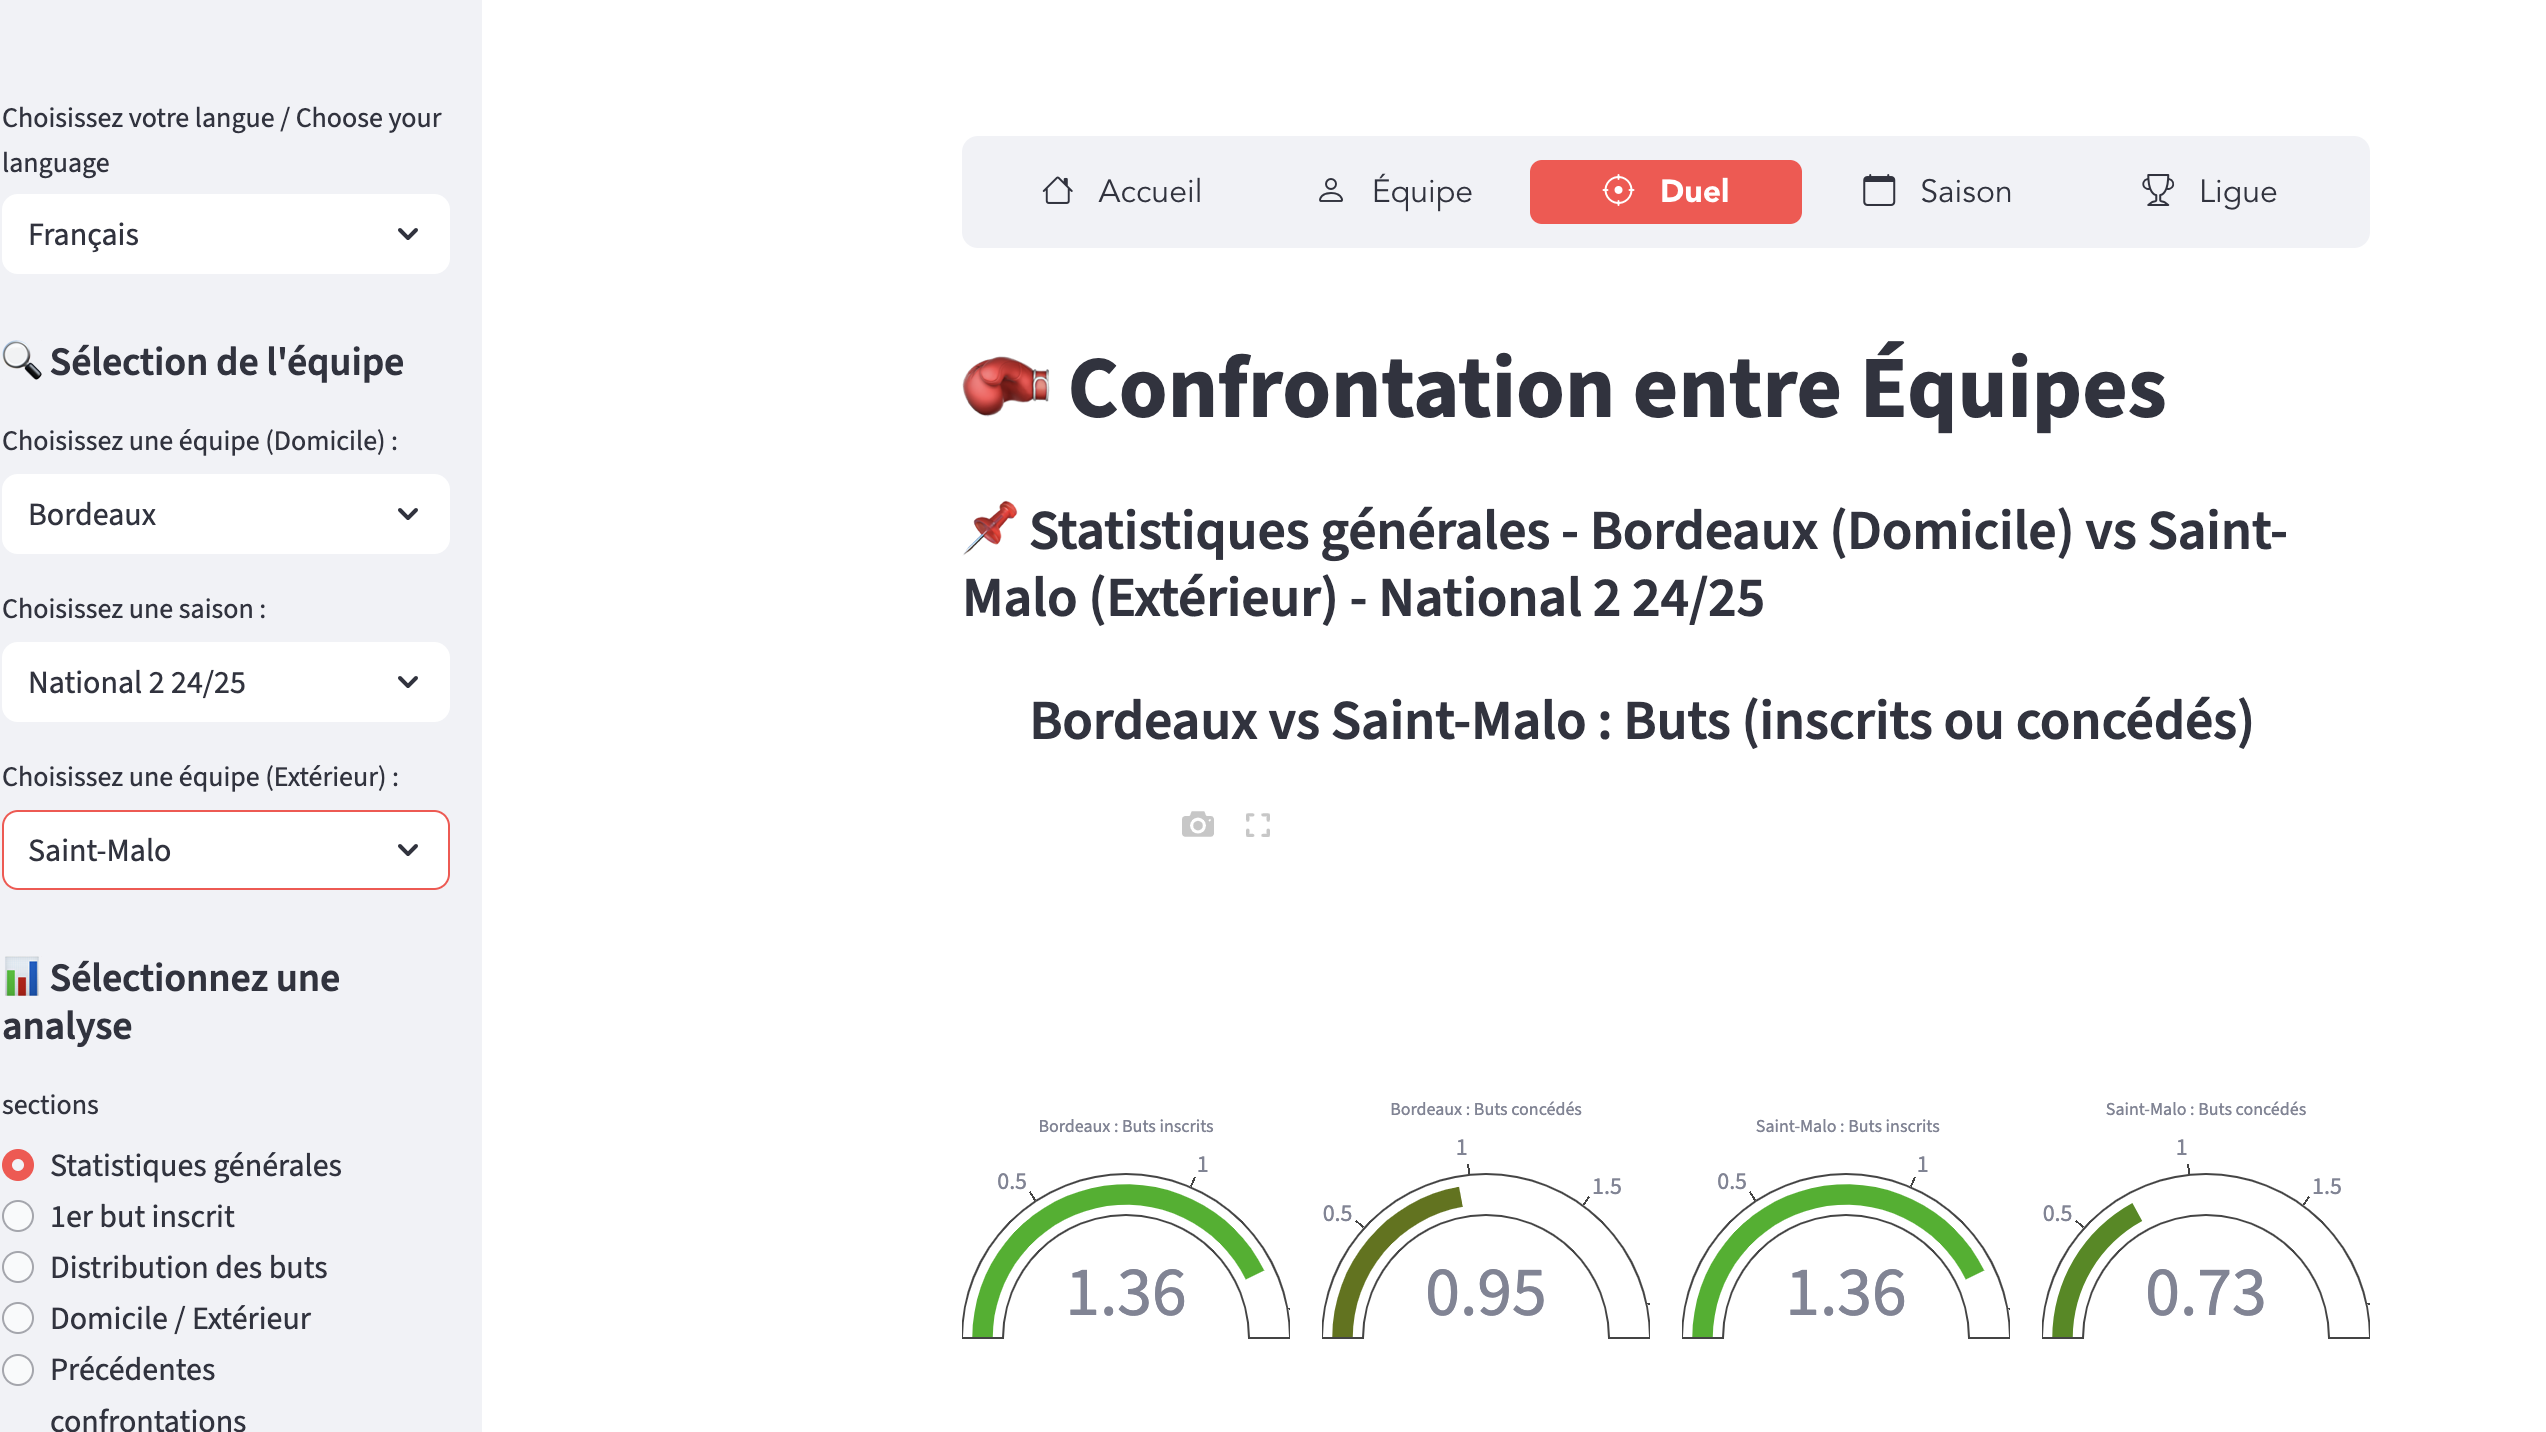 Choisissez votre langue / Choose your
language
Français
Sélection de l'équipe
Choisissez une équipe (Domicile) :
Bordeaux
Choisissez une saison :
National 2 24/25
Choisissez une équipe (Extérieur) :
Saint-Malo
Sélectionnez une
analyse
sections
Statistiques générales
1er but inscrit
Distribution des buts
Domicile / Extérieur
Précédentes
confrontations
Accueil Équipe Duel Saison Ligue
Confrontation entre Équipes
Statistiques générales - Bordeaux (Domicile) vs Saint-
Malo (Extérieur) - National 2 24/25
Bordeaux vs Saint-Malo : Buts (inscrits ou concédés)
Bordeaux : Buts inscrits
0.5 1
1.36
Bordeaux : Buts concédés
0.5 1 1.5
0.95
Saint-Malo : Buts inscrits
0.5 1
1.36
Saint-Malo : Buts concédés
0.5 1 1.5
0.73